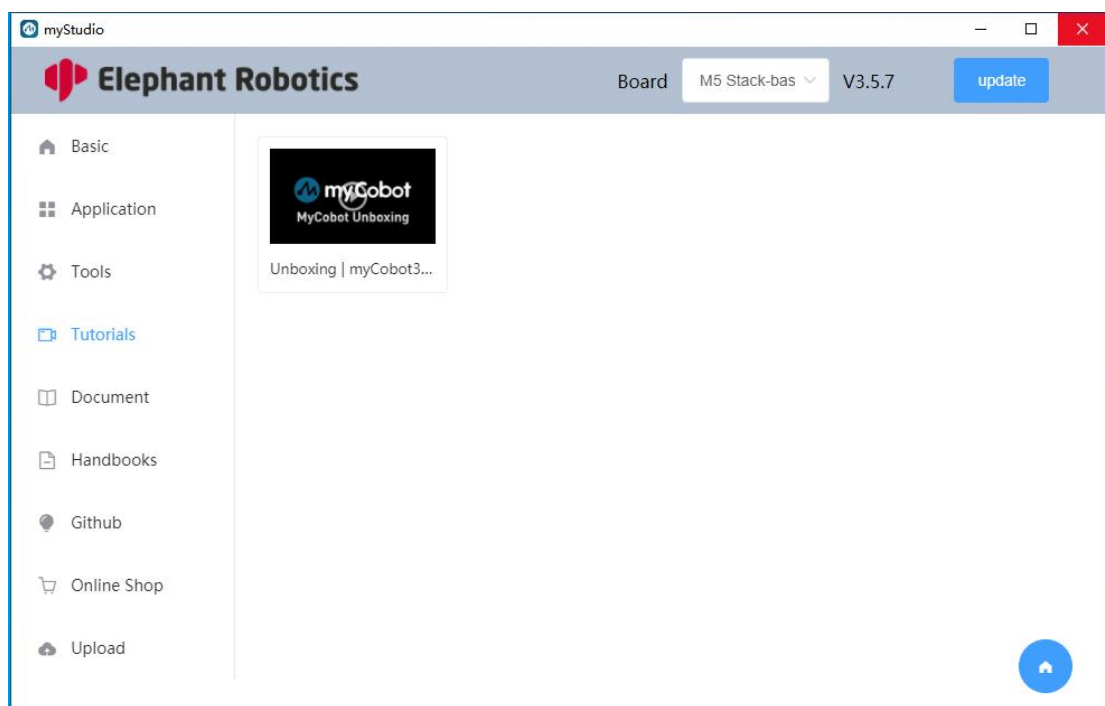 myStudio
Elephant Robotics
Board
M5 Stack-bas
V3.5.7
update
Basic
Application
Tools
Tutorials
Document
Handbooks
Github
Online Shop
Upload
myCobot
MyCobot Unboxing
Unboxing | myCobot3...